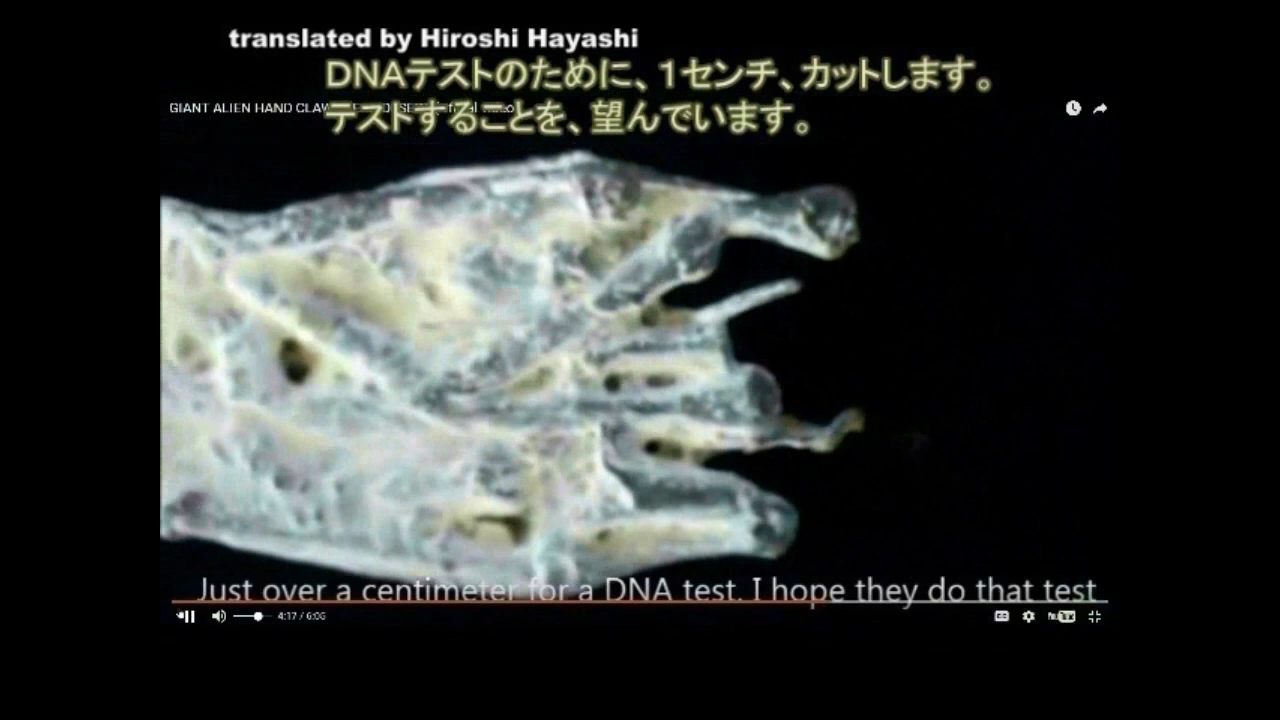 translated by Hiroshi Hayashi
DNAテストのために、1センチ、カットします。
GIANT ALIEN HAND CLAW
テストすることを、望んでいます。
Just over a centimeter for a DNA test. I hope they do that test
4:17 / 6:06